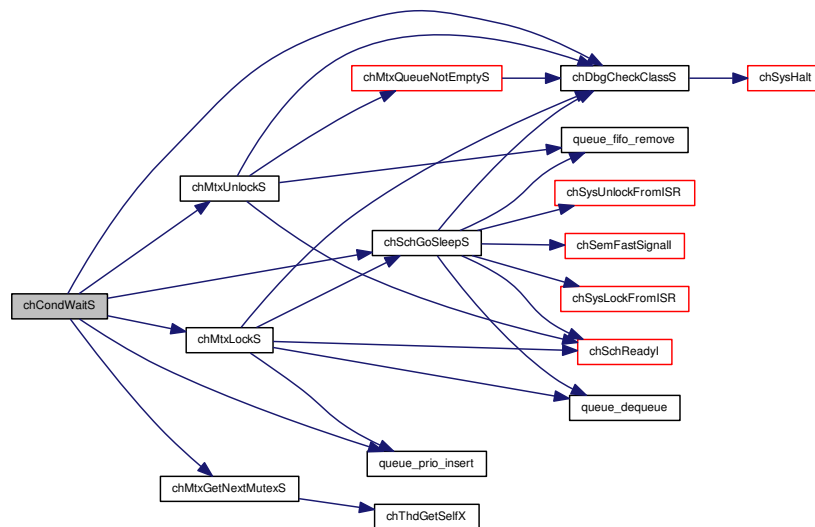 chMtxQueueNotEmptyS
chDbgCheckClassS
chSysHalt
queue_fifo_remove
chMtxUnlockS
chSysUnlockFromISR
chSchGoSleepS
chSemFastSignalI
chCondWaitS
chSysLockFromISR
chMtxLockS
chSchReadyI
queue_dequeue
queue_prio_insert
chMtxGetNextMutexS
chThdGetSelfX